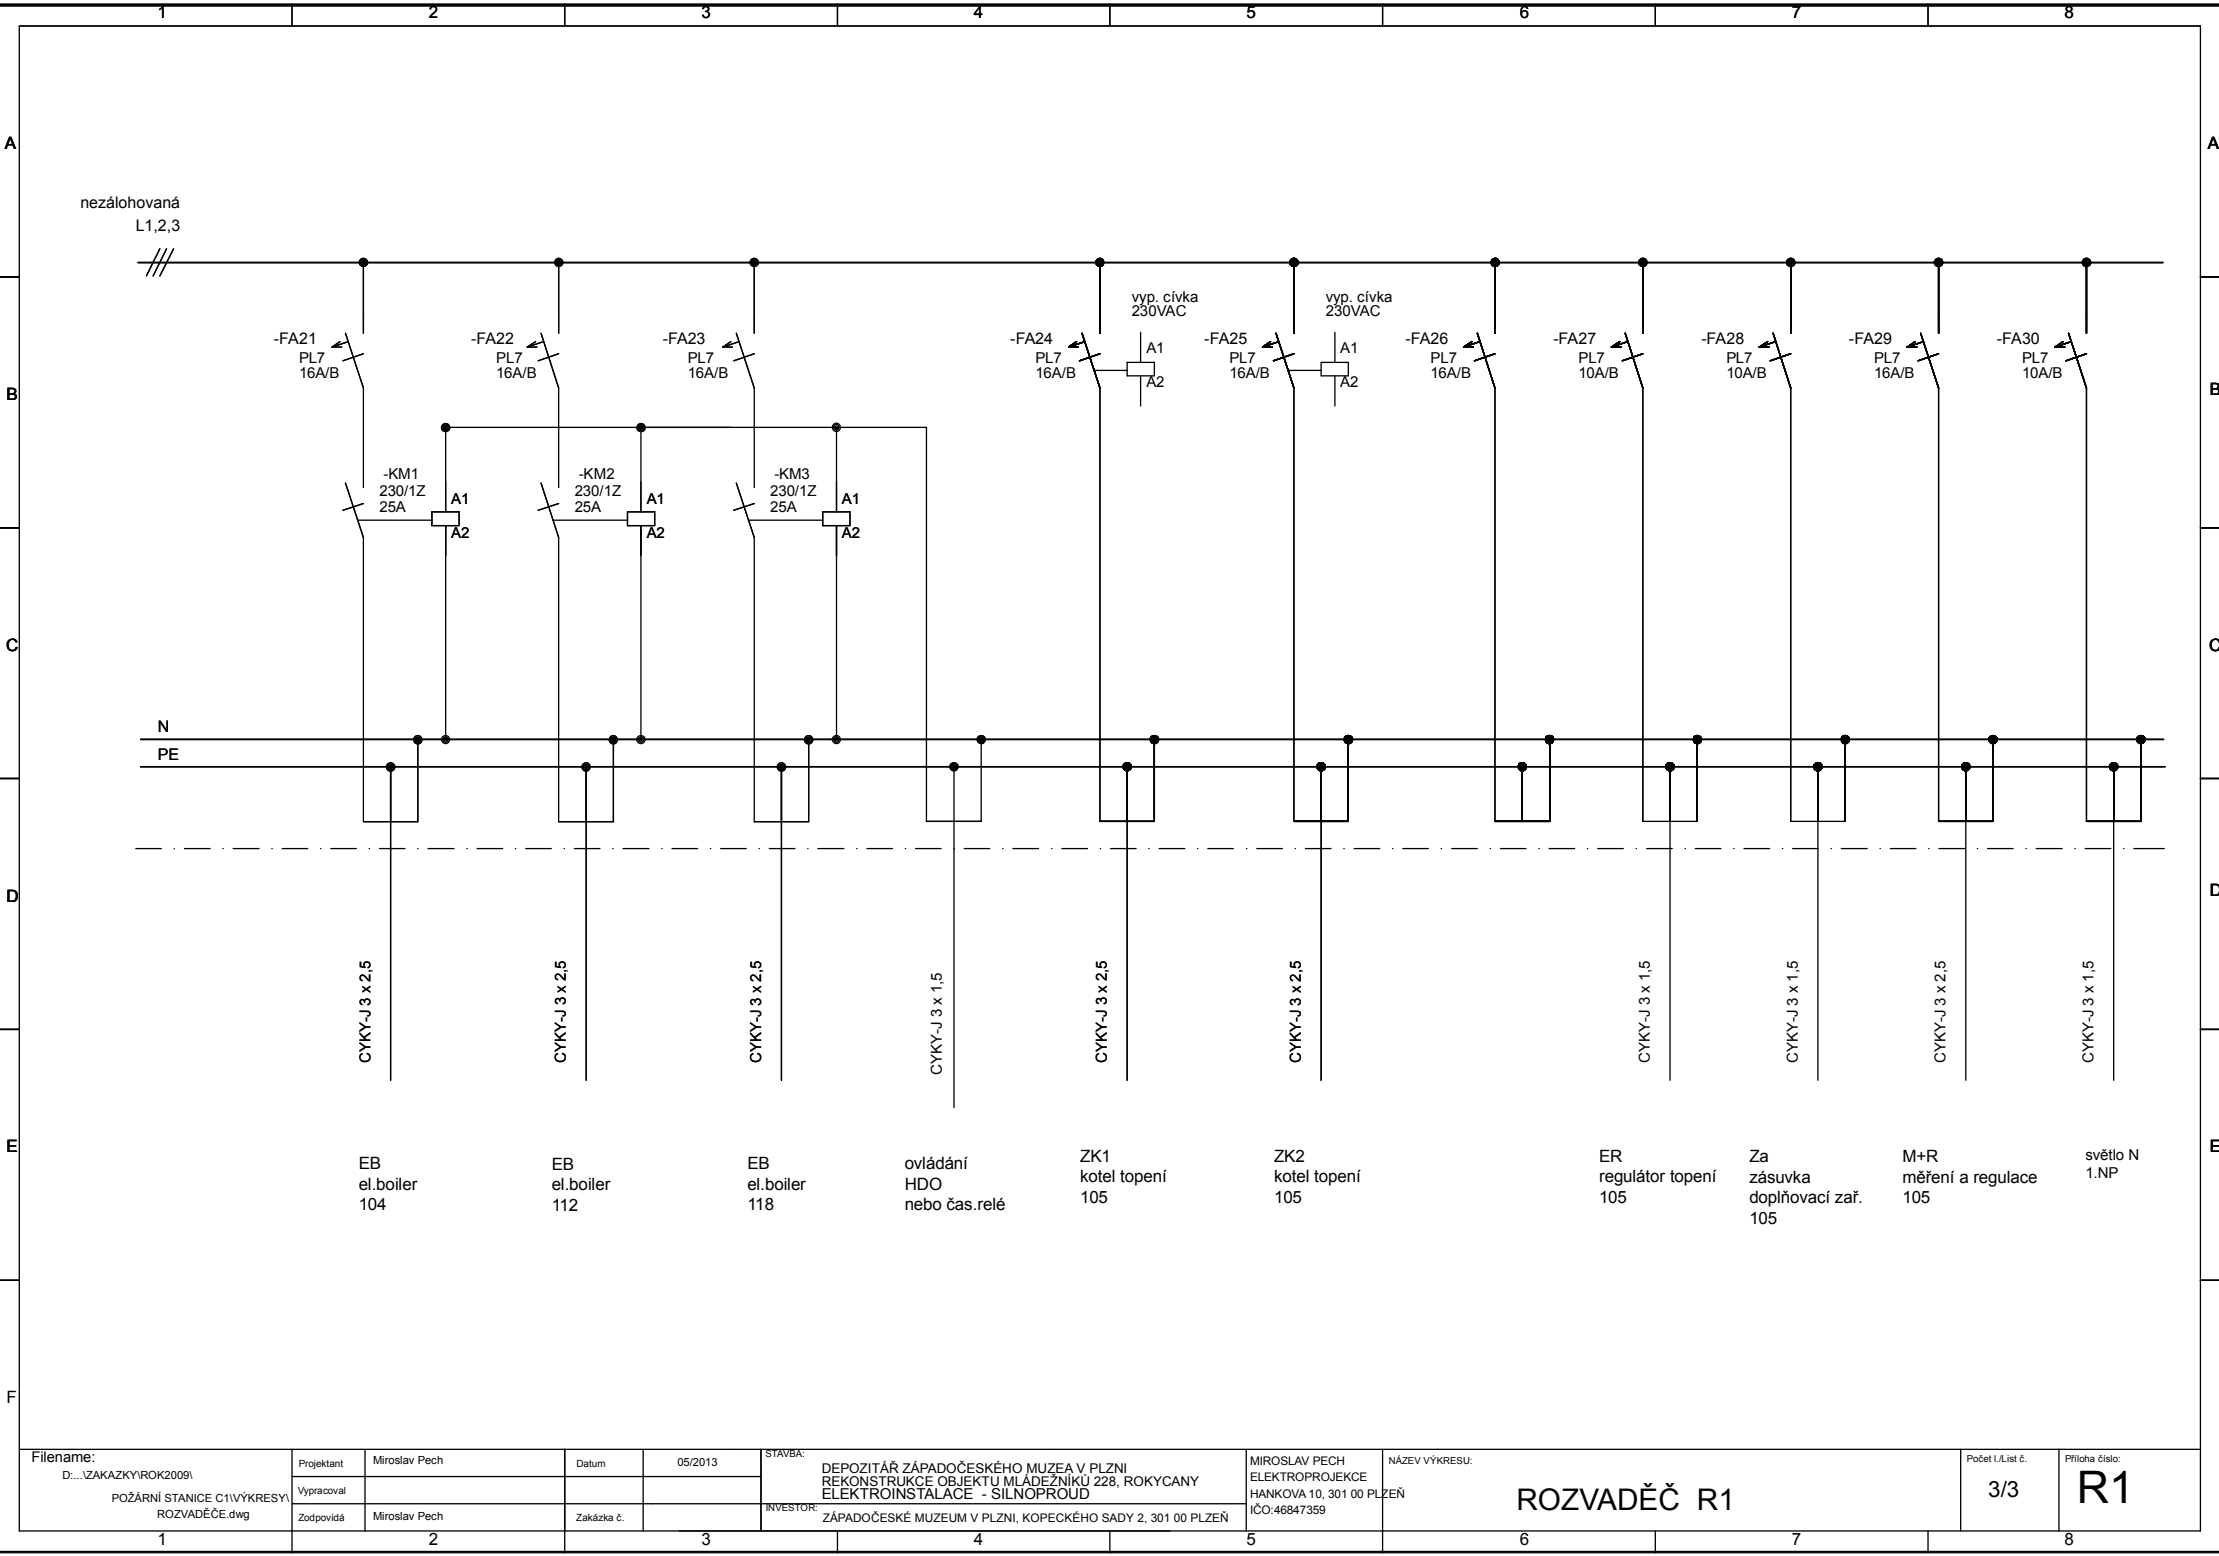 1 2 3 4 5 6 7 8
A A
nezálohovaná
L1,2,3
vyp. cívka
230VAC
vyp. cívka
230VAC
-FA21
PL7
16A/B
-FA22
PL7
16A/B
-FA23
PL7
16A/B
-FA24
PL7
16A/B
A1
A2
-FA25
PL7
16A/B
A1
A2
-FA26
PL7
16A/B
-FA27
PL7
10A/B
-FA28
PL7
10A/B
-FA29
PL7
16A/B
-FA30
PL7
10A/B
B B
-KM1
230/1Z
25A
A1
A2
-KM2
230/1Z
25A
A1
A2
-KM3
230/1Z
25A
A1
A2
C C
N
PE
D D
CYKY-J 3 x 2,5
CYKY-J 3 x 2,5
CYKY-J 3 x 2,5
CYKY-J 3 x 1,5
CYKY-J 3 x 2,5
CYKY-J 3 x 2,5
CYKY-J 3 x 1,5
CYKY-J 3 x 1,5
CYKY-J 3 x 2,5
CYKY-J 3 x 1,5
E E
EB
el.boiler
104
EB
el.boiler
112
EB
el.boiler
118
ovládání
HDO
nebo čas.relé
ZK1
kotel topení
105
ZK2
kotel topení
105
ER
regulátor topení
105
Za
zásuvka
doplňovací zař.
105
M+R
měření a regulace
105
světlo N
1.NP
F
Filename:
D:...\ZAKAZKY\ROK2009\
POŽÁRNÍ STANICE C1\VÝKRESY\
ROZVADĚČE.dwg
Projektant Miroslav Pech
Vypracoval
Zodpovídá Miroslav Pech
Datum 05/2013
Zakázka č.
STAVBA:
DEPOZITÁŘ ZÁPADOČESKÉHO MUZEA V PLZNI
REKONSTRUKCE OBJEKTU MLÁDEŽNÍKŮ 228, ROKYCANY
ELEKTROINSTALACE - SILNOPROUD
INVESTOR:
ZÁPADOČESKÉ MUZEUM V PLZNI, KOPECKÉHO SADY 2, 301 00 PLZEŇ
MIROSLAV PECH
ELEKTROPROJEKCE
HANKOVA 10, 301 00 PLZEŇ
IČO:46847359
NÁZEV VÝKRESU:
ROZVADĚČ R1
Počet l./List č.
3/3
Příloha číslo:
R1
1 2 3 4 5 6 7 8